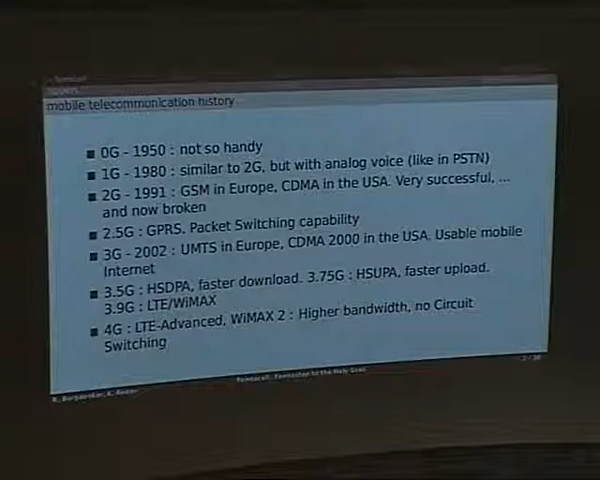 mobile telecommunication history
■ 0G - 1950 : not so handy
■ 1G - 1980 : similar to 2G, but with analog voice (like in PSTN)
■ 2G - 1991 : GSM in Europe, CDMA in the USA. Very successful, ...
and now broken
■ 2.5G : GPRS. Packet Switching capability
■ 3G - 2002 : UMTS in Europe, CDMA 2000 in the USA. Usable mobile
Internet
■ 3.5G : HSDPA, faster download. 3.75G : HSUPA, faster upload.
3.9G : LTE/WiMAX
■ 4G : LTE-Advanced, WiMAX 2 : Higher bandwidth, no Circuit
Switching
to the Holy Grail